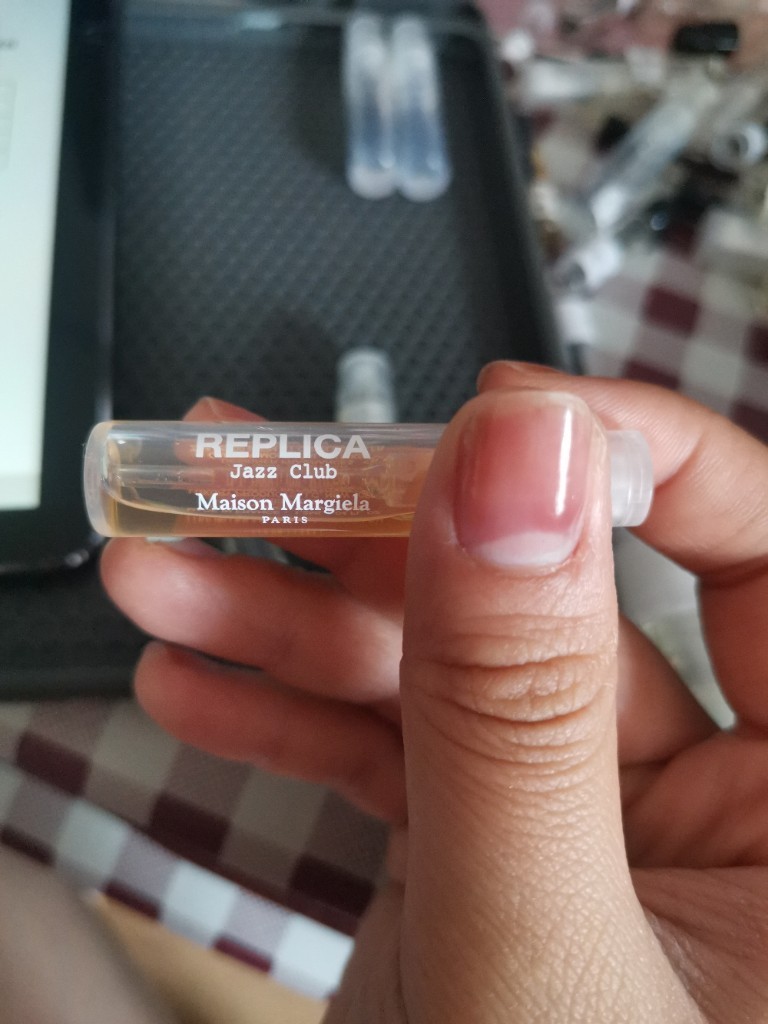 REPLICA
Jazz Club
Maison Margiela
PARIS